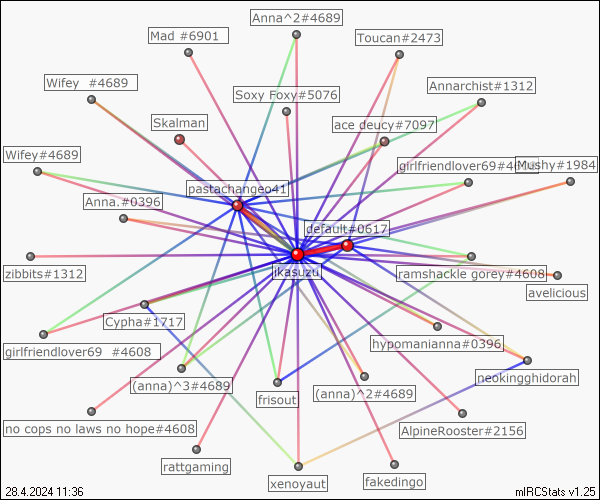 Anna^2#4689
Mad #6901
Toucan#2473
Wifey  #4689
Annarchist#1312
Soxy Foxy#5076
Skalman
ace deucy#7097
Wifey#4689
girlfriendlover69#4
Mushy#1984
pastachangeo41
Anna.#0396
default#0617
likasuzu
zibbits#1312
ramshackle gorey#4608
avelicious
Cypha#1717
girlfriendlover69  #4608
hypomanianna#0396
(anna)^3#4689
frisout
(anna)^2#4689
neokingghidorah
no cops no laws no hope#4608
AlpineRooster#2156
rattgaming
xenoyaut
fakedingo
28.4.2024 11:36
mIRCStats v1.25